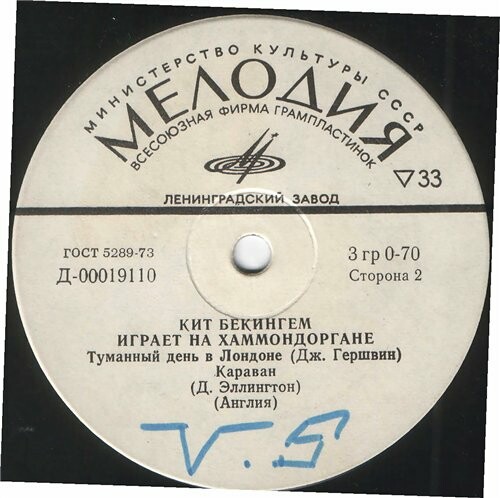 МИНИСТЕРСТВО КУЛЬТУРЫ СССР
МЕЛОДИЯ
ВСЕСОЮЗНАЯ ФИРМА ГРАМПЛАСТИНОК
▽33
ЛЕНИНГРАДСКИЙ ЗАВОД
ГОСТ 5289-73
3 гр 0-70
Д-00019110
Сторона 2
КИТ БЕКИНГЕМ
ИГРАЕТ НА ХАММОНДОРГАНЕ
Туманный день в Лондоне (Дж. Гершвин)
Караван
(Д. Эллингтон)
(Англия)
V. S